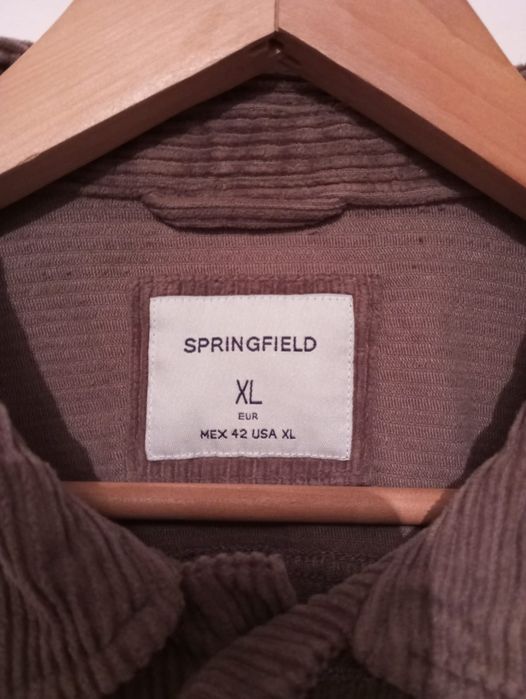 SPRINGFIELD
XL
EUR
MEX 42 USA XL